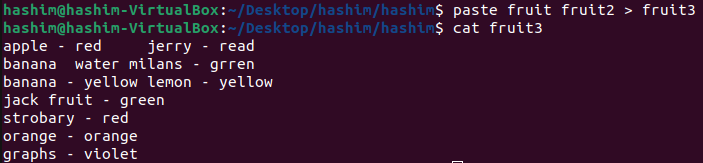 hashim@hashim-VirtualBox:~/Desktop/hashim/hashim$ paste fruit fruit2 > fruit3
hashim@hashim-VirtualBox:~/Desktop/hashim/hashim$ cat fruit3
apple - red     jerry - read
banana  water milans - grren
banana - yellow lemon - yellow
jack fruit - green
strobary - red
orange - orange
graphs - violet